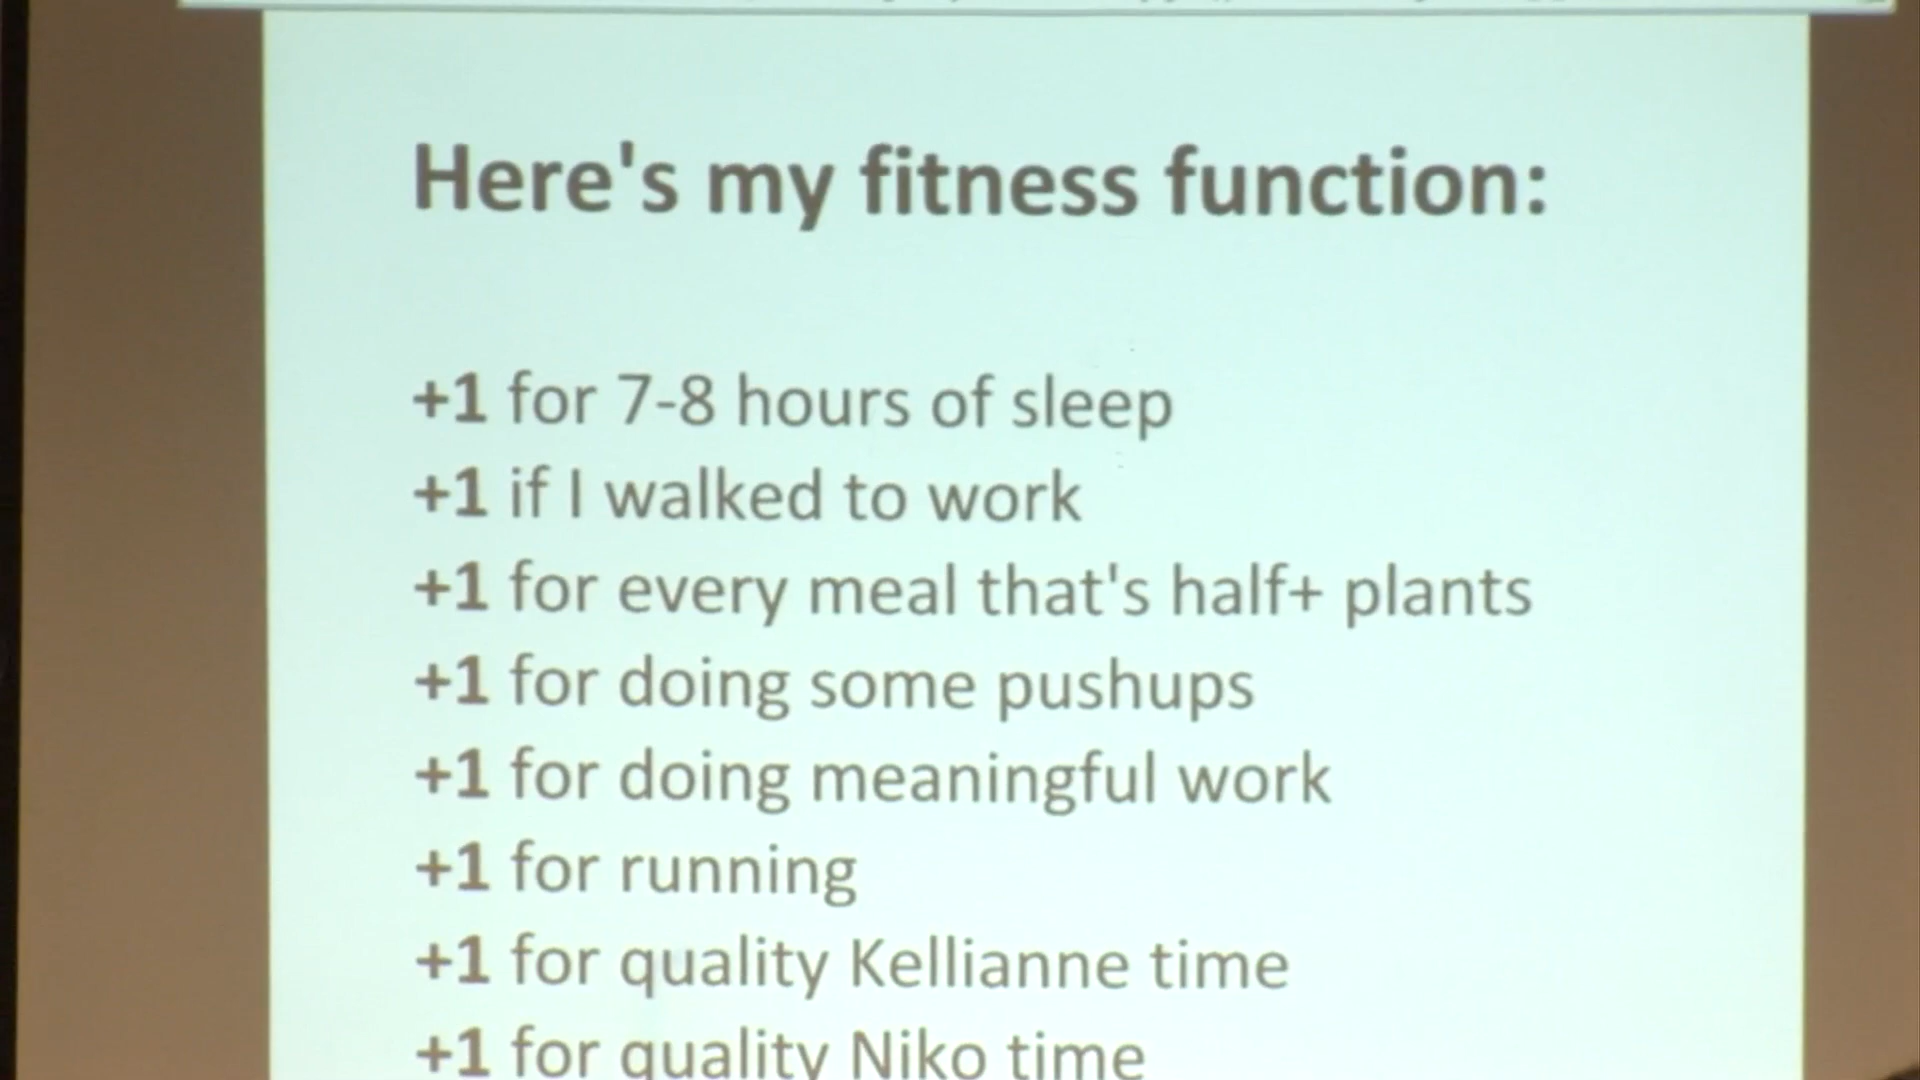 Here's my fitness function:
+1 for 7-8 hours of sleep
+1 if I walked to work
+1 for every meal that's half+ plants
+1 for doing some pushups
+1 for doing meaningful work
+1 for running
+1 for quality Kellianne time
+1 for quality Niko time